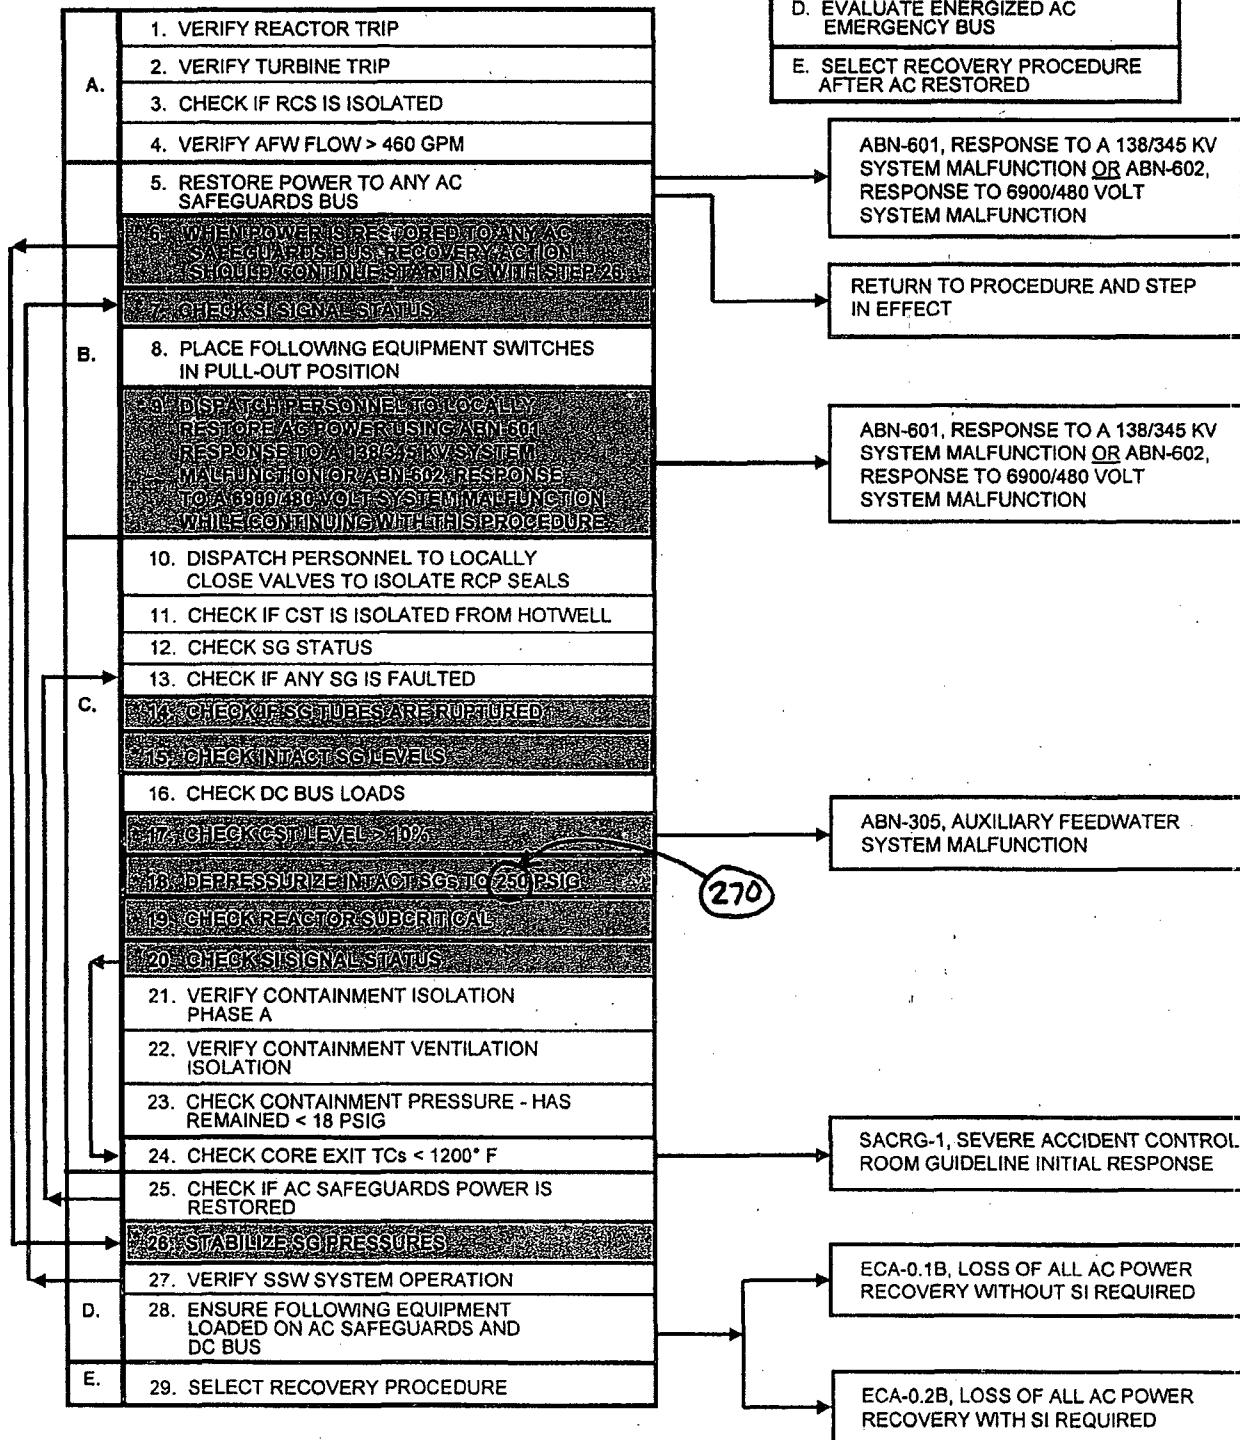 D. EVALUATE ENERGIZED AC
EMERGENCY BUS
E. SELECT RECOVERY PROCEDURE
AFTER AC RESTORED
A.
1. VERIFY REACTOR TRIP
2. VERIFY TURBINE TRIP
3. CHECK IF RCS IS ISOLATED
4. VERIFY AFW FLOW > 460 GPM
B.
5. RESTORE POWER TO ANY AC
SAFEGUARDS BUS
* 6. WHEN POWER IS RESTORED TO ANY AC
SAFEGUARDS BUS, RECOVERY ACTION
SHOULD CONTINUE STARTING WITH STEP 26
* 7. CHECK SI SIGNAL STATUS
8. PLACE FOLLOWING EQUIPMENT SWITCHES
IN PULL-OUT POSITION
* 9. DISPATCH PERSONNEL TO LOCALLY
RESTORE AC POWER USING ABN-601
RESPONSE TO A 138/345 KV SYSTEM
MALFUNCTION OR ABN-602, RESPONSE
TO A 6900/480 VOLT SYSTEM MALFUNCTION
WHILE CONTINUING WITH THIS PROCEDURE
C.
10. DISPATCH PERSONNEL TO LOCALLY
CLOSE VALVES TO ISOLATE RCP SEALS
11. CHECK IF CST IS ISOLATED FROM HOTWELL
12. CHECK SG STATUS
13. CHECK IF ANY SG IS FAULTED
* 14. CHECK IF SG TUBES ARE RUPTURED
* 15. CHECK INTACT SG LEVELS
16. CHECK DC BUS LOADS
* 17. CHECK CST LEVEL > 10%
* 18. DEPRESSURIZE INTACT SGs TO 250 PSIG
270
* 19. CHECK REACTOR SUBCRITICAL
* 20. CHECK SI SIGNAL STATUS
21. VERIFY CONTAINMENT ISOLATION
PHASE A
22. VERIFY CONTAINMENT VENTILATION
ISOLATION
23. CHECK CONTAINMENT PRESSURE - HAS
REMAINED < 18 PSIG
24. CHECK CORE EXIT TCs < 1200° F
25. CHECK IF AC SAFEGUARDS POWER IS
RESTORED
* 26. STABILIZE SG PRESSURES
D.
27. VERIFY SSW SYSTEM OPERATION
28. ENSURE FOLLOWING EQUIPMENT
LOADED ON AC SAFEGUARDS AND
DC BUS
E.
29. SELECT RECOVERY PROCEDURE
ABN-601, RESPONSE TO A 138/345 KV
SYSTEM MALFUNCTION OR ABN-602,
RESPONSE TO 6900/480 VOLT
SYSTEM MALFUNCTION
RETURN TO PROCEDURE AND STEP
IN EFFECT
ABN-601, RESPONSE TO A 138/345 KV
SYSTEM MALFUNCTION OR ABN-602,
RESPONSE TO 6900/480 VOLT
SYSTEM MALFUNCTION
ABN-305, AUXILIARY FEEDWATER
SYSTEM MALFUNCTION
SACRG-1, SEVERE ACCIDENT CONTROL
ROOM GUIDELINE INITIAL RESPONSE
ECA-0.1B, LOSS OF ALL AC POWER
RECOVERY WITHOUT SI REQUIRED
ECA-0.2B, LOSS OF ALL AC POWER
RECOVERY WITH SI REQUIRED